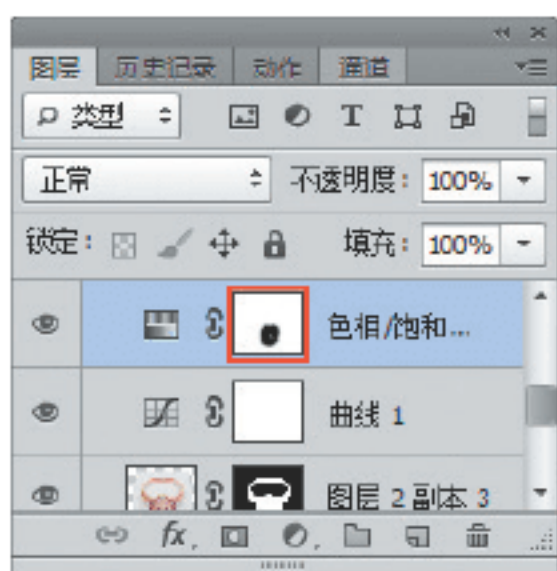 图层 历史记录 动作 通道
类型
T
正常 不透明度: 100%
锁定: 填充: 100%
色相/饱和...
曲线 1
图层 2 副本 3
fx.